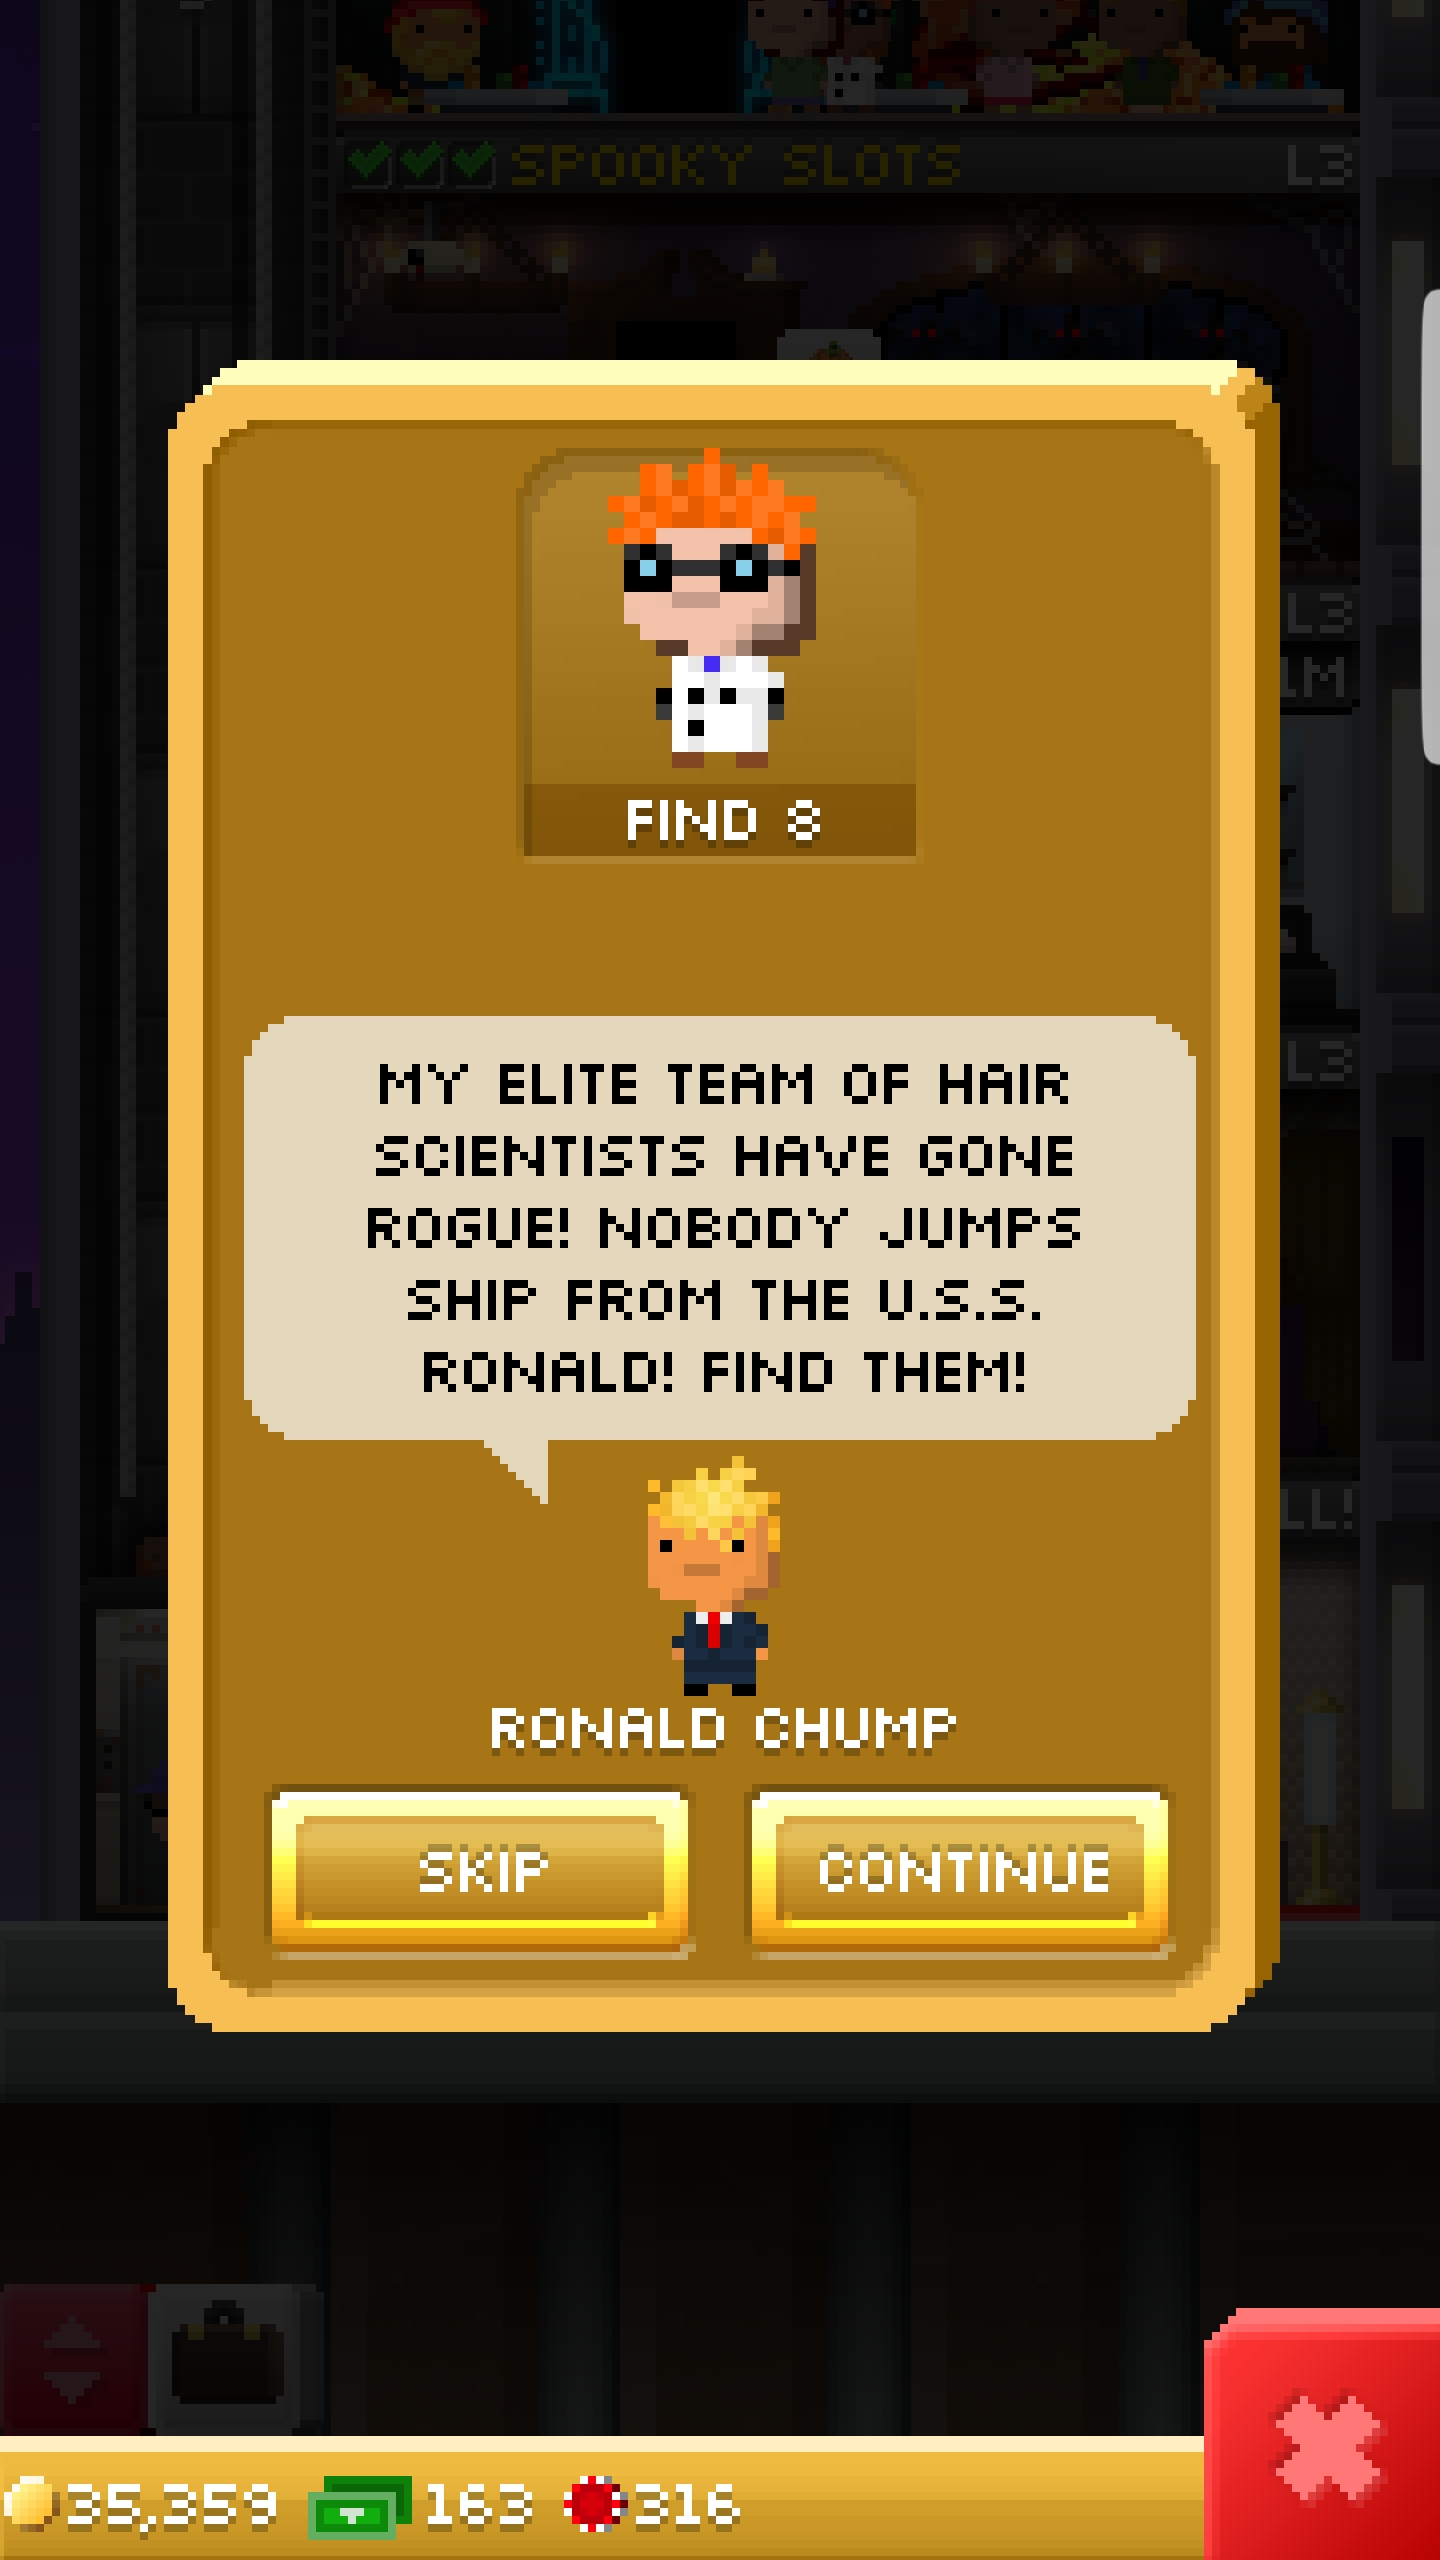 SPOOKY SLOTS L3
L3
1M
FIND 8
L3
MY ELITE TEAM OF HAIR
SCIENTISTS HAVE GONE
ROGUE! NOBODY JUMPS
SHIP FROM THE U.S.S.
RONALD! FIND THEM!
LL!
RONALD CHUMP
SKIP
CONTINUE
35,359 163 316